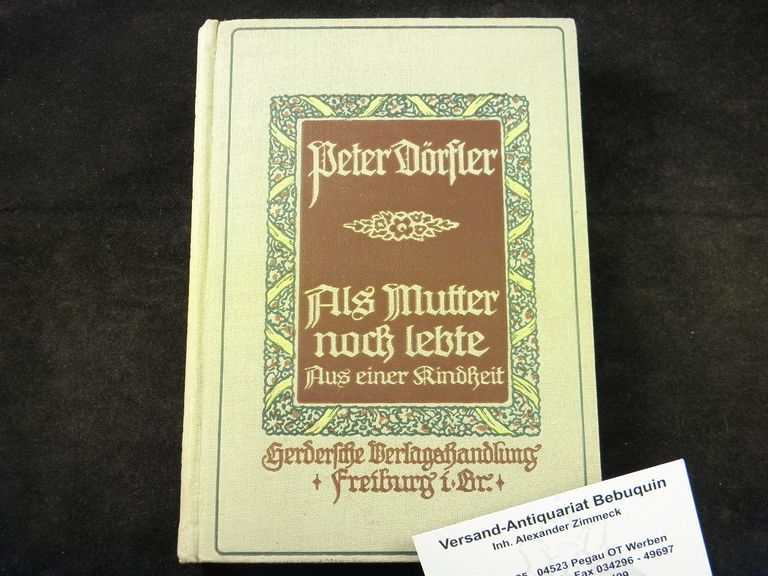 Peter Dörfler
Als Mutter
noch lebte
Aus einer Kindheit
Herdersche Verlagshandlung
Freiburg i. Br.
Versand-Antiquariat Bebuquin
Inh. Alexander Zimmeck
04523 Pegau OT Werben
Fax 034296 - 49697